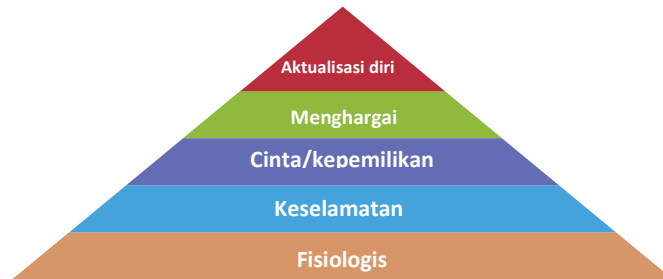 Aktualisasi diri
Menghargai
Cinta/kepemilikan
Keselamatan
Fisiologis